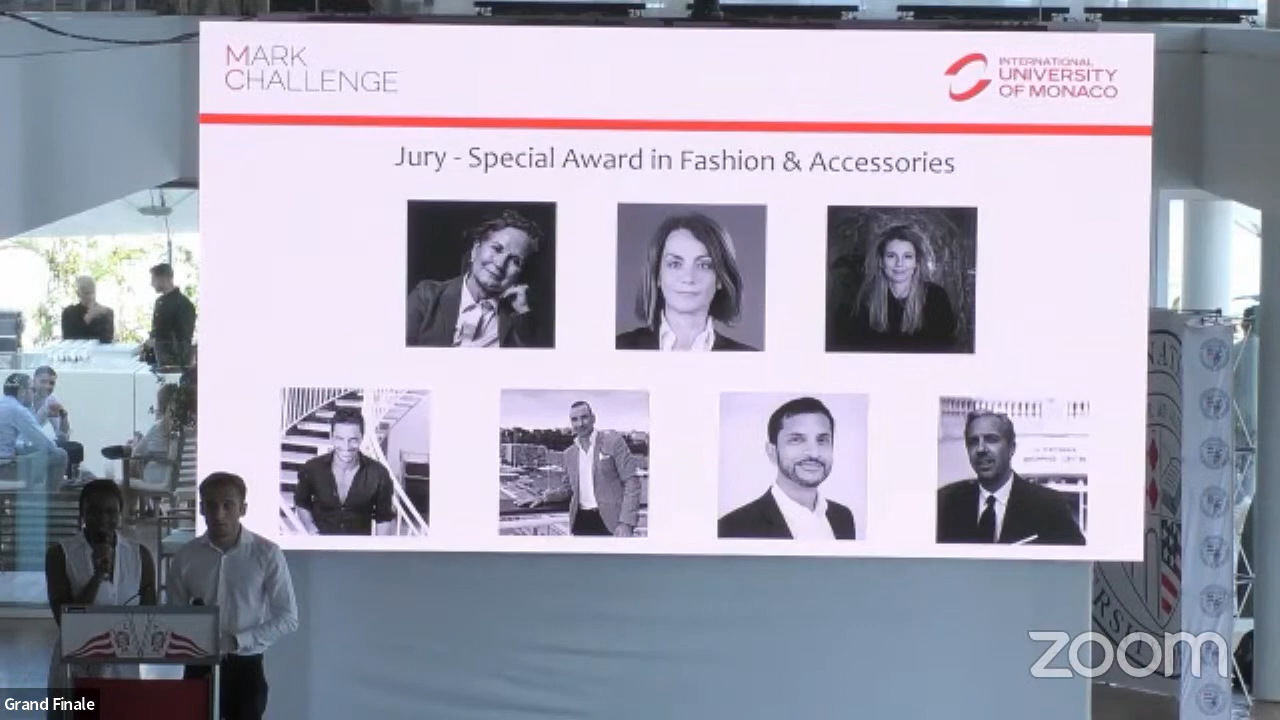 MARK
CHALLENGE
INTERNATIONAL
UNIVERSITY
OF MONACO
Jury - Special Award in Fashion & Accessories
zoom
Grand Finale